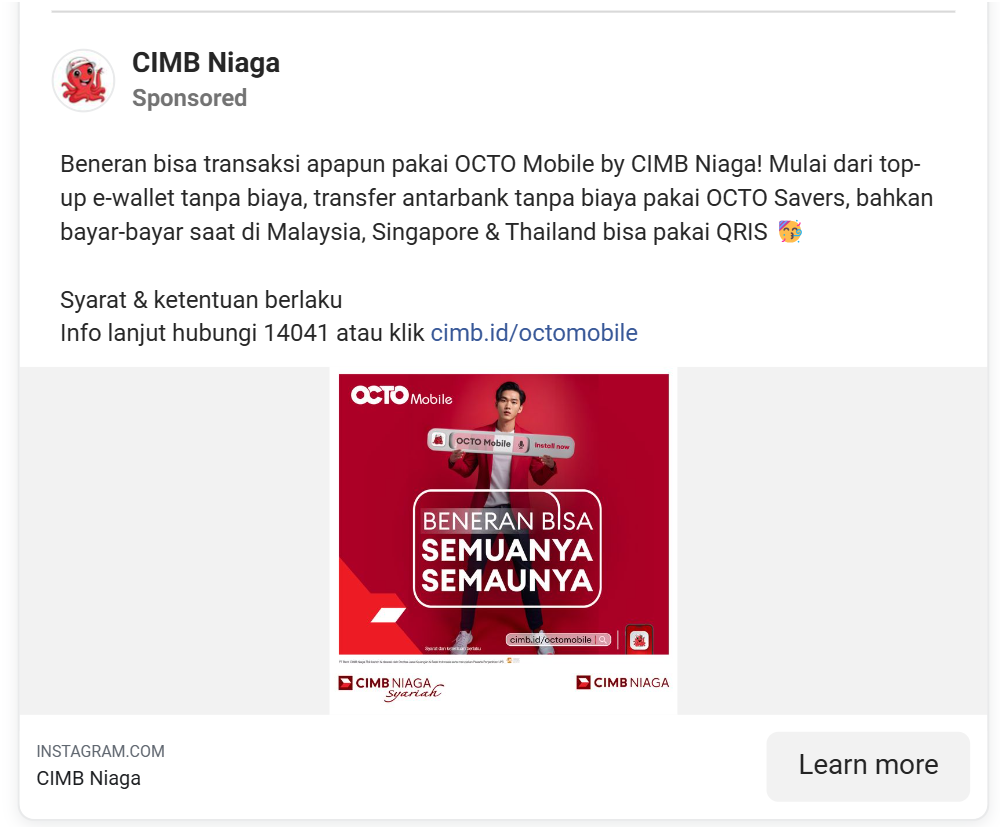 CIMB Niaga
Sponsored
Beneran bisa transaksi apapun pakai OCTO Mobile by CIMB Niaga! Mulai dari top-
up e-wallet tanpa biaya, transfer antarbank tanpa biaya pakai OCTO Savers, bahkan
bayar-bayar saat di Malaysia, Singapore & Thailand bisa pakai QRIS 🥳
Syarat & ketentuan berlaku
Info lanjut hubungi 14041 atau klik cimb.id/octomobile
OCTO Mobile
OCTO Mobile Install now
BENERAN BISA
SEMUANYA
SEMAUNYA
cimb.id/octomobile
Syarat dan ketentuan berlaku
CIMB NIAGA syariah
CIMB NIAGA
INSTAGRAM.COM
CIMB Niaga
Learn more